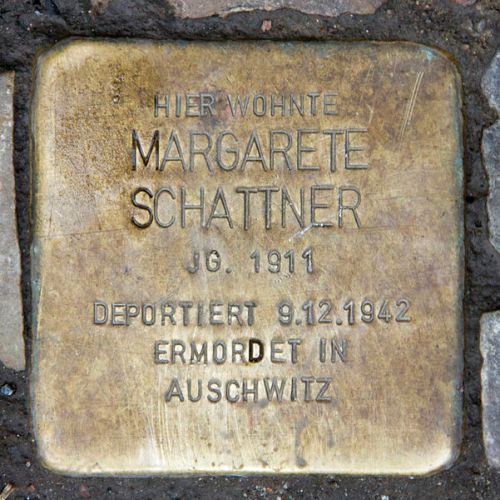 HIER WOHNTE
MARGARETE
SCHATTNER
JG. 1911
DEPORTIERT 9.12.1942
ERMORDET IN
AUSCHWITZ